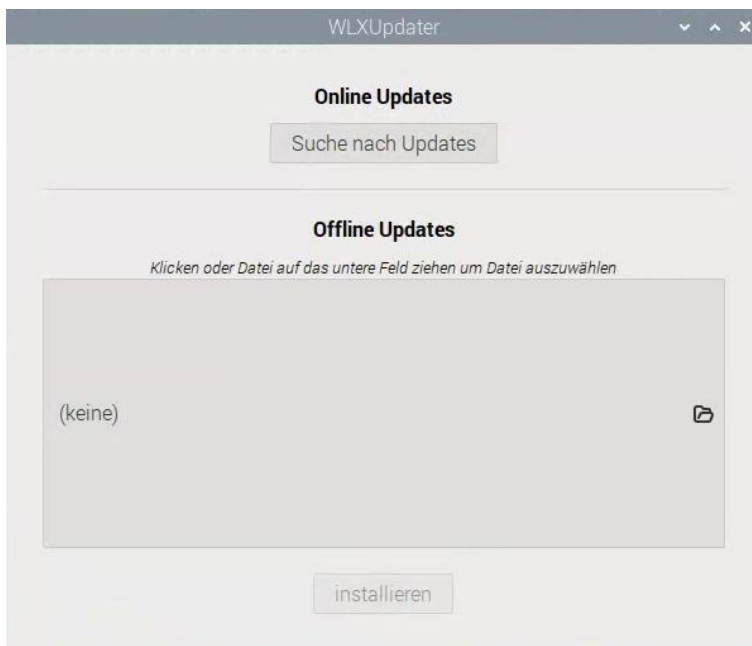 WLXUpdater
Online Updates
Suche nach Updates
Offline Updates
Klicken oder Datei auf das untere Feld ziehen um Datei auszuwählen
(keine)
installieren